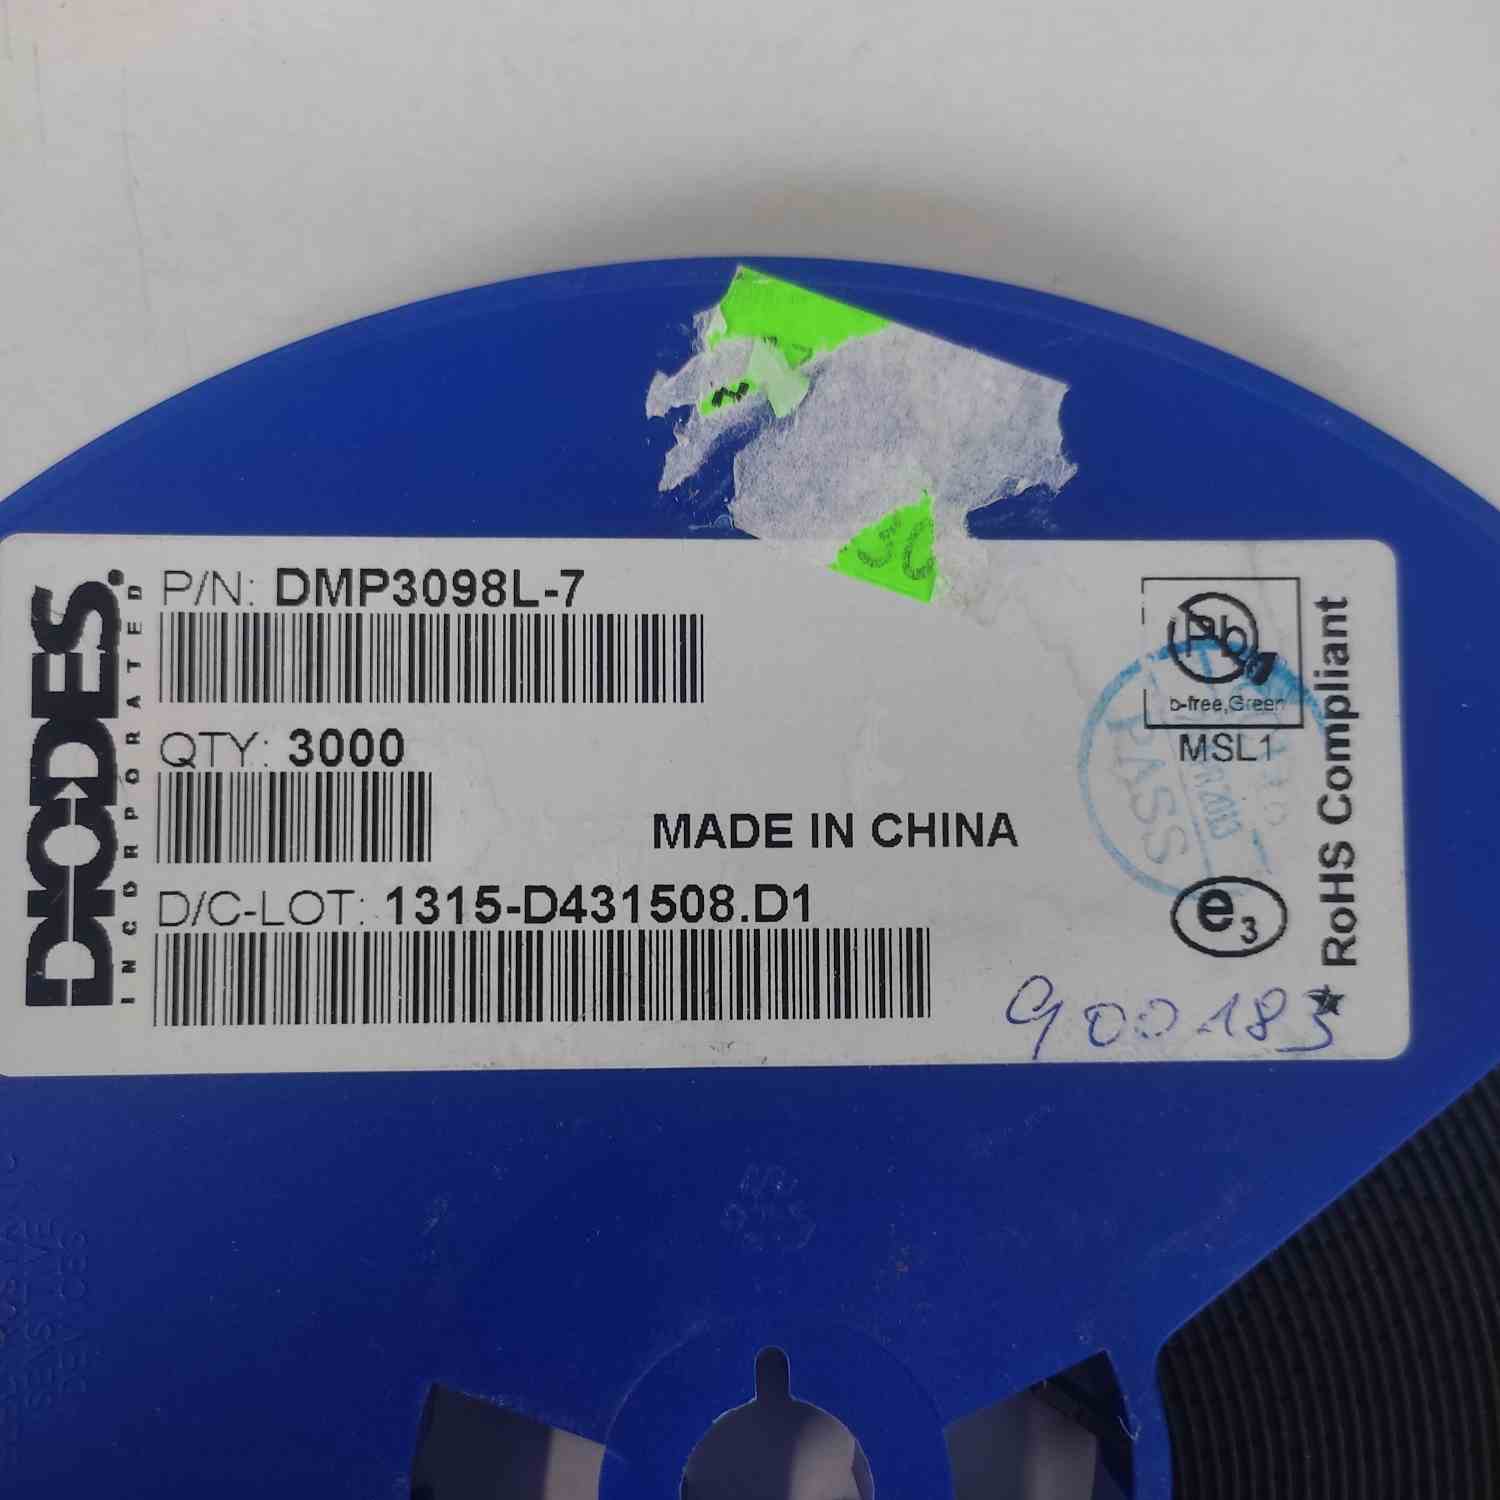 DIODES
INCORPORATED
P/N: DMP3098L-7
QTY: 3000
MADE IN CHINA
D/C-LOT: 1315-D431508.D1
Pb
b-free,Green
MSL1
PASS
e3
RoHS Compliant
900183